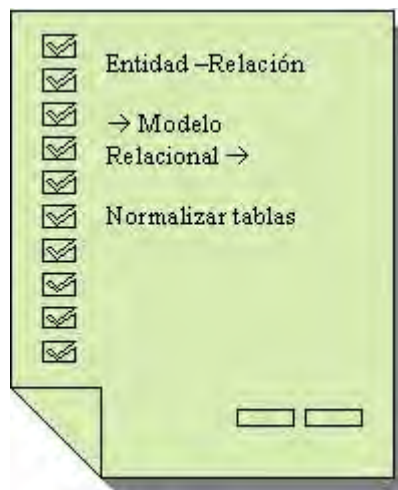 Entidad –Relación
→ Modelo
Relacional →
Normalizar tablas